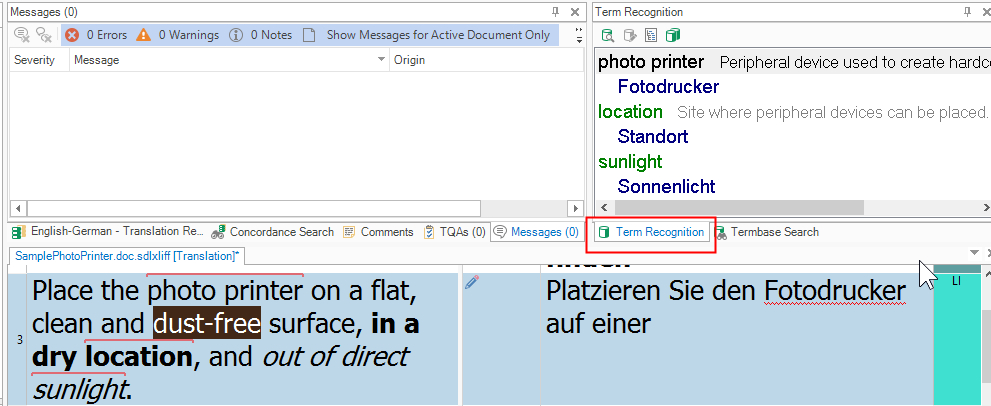 Messages (0)
0 Errors 0 Warnings 0 Notes Show Messages for Active Document Only
Severity Message Origin
Term Recognition
photo printer Peripheral device used to create hardc
Fotodrucker
location Site where peripheral devices can be placed.
Standort
sunlight
Sonnenlicht
English-German - Translation Re... Concordance Search Comments TQAs (0) Messages (0)
Term Recognition Termbase Search
SamplePhotoPrinter.doc.sdlxliff [Translation]*
3
Place the photo printer on a flat,
clean and dust-free surface, in a
dry location, and out of direct
sunlight.
Platzieren Sie den Fotodrucker
auf einer
LI